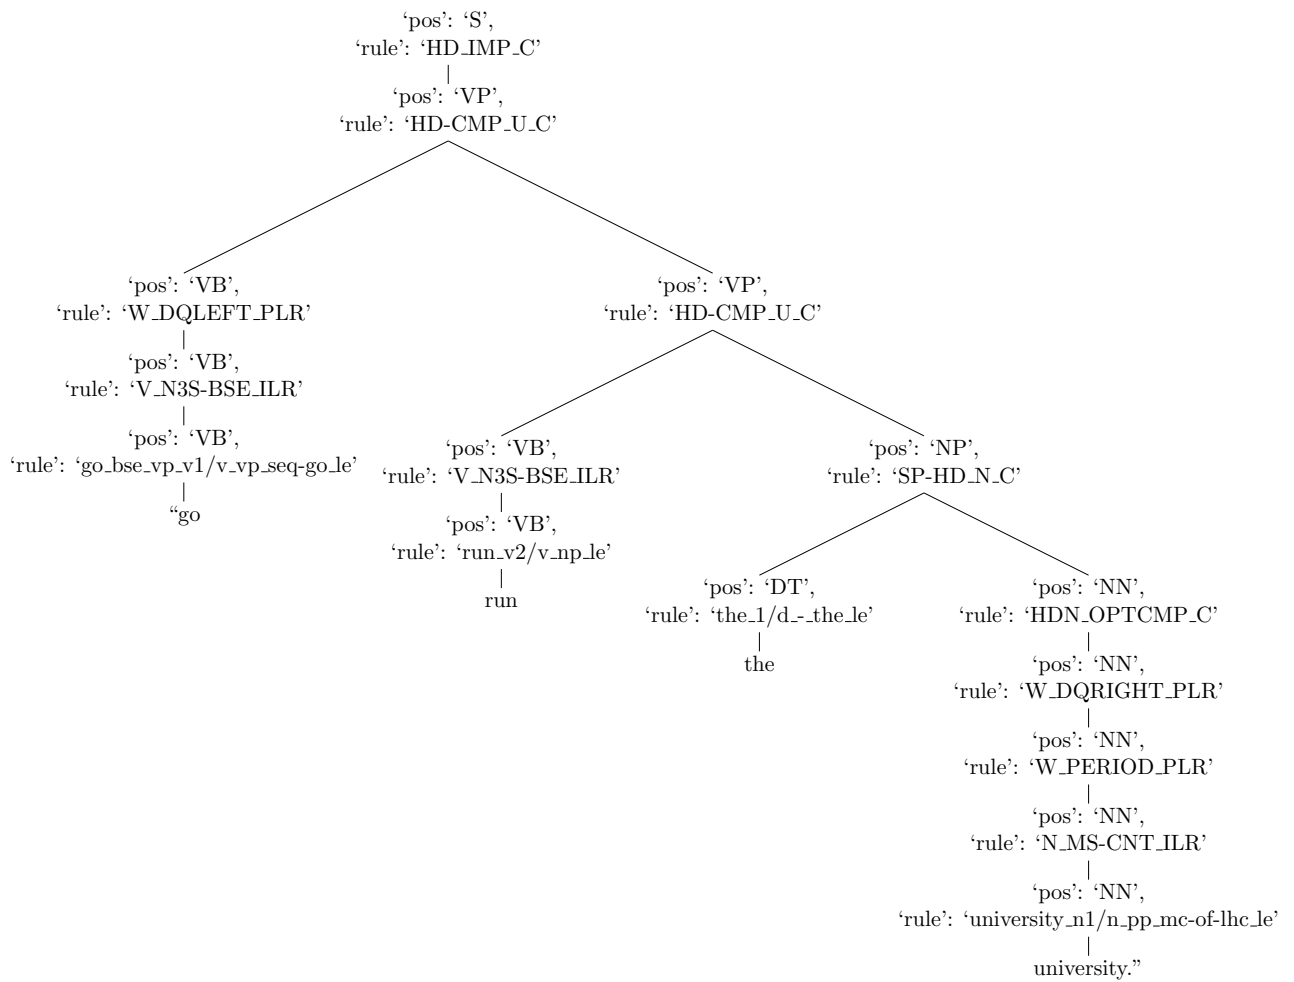 ‘pos’: ‘S’,
‘rule’: ‘HD_IMP_C’
‘pos’: ‘VP’,
‘rule’: ‘HD-CMP_U_C’
‘pos’: ‘VB’,
‘rule’: ‘W_DQLEFT_PLR’
‘pos’: ‘VB’,
‘rule’: ‘V_N3S-BSE_ILR’
‘pos’: ‘VB’,
‘rule’: ‘go_bse_vp_v1/v_vp_seq-go_le’
“go
‘pos’: ‘VP’,
‘rule’: ‘HD-CMP_U_C’
‘pos’: ‘VB’,
‘rule’: ‘V_N3S-BSE_ILR’
‘pos’: ‘VB’,
‘rule’: ‘run_v2/v_np_le’
run
‘pos’: ‘NP’,
‘rule’: ‘SP-HD_N_C’
‘pos’: ‘DT’,
‘rule’: ‘the_1/d_-_the_le’
the
‘pos’: ‘NN’,
‘rule’: ‘HDN_OPTCMP_C’
‘pos’: ‘NN’,
‘rule’: ‘W_DQRIGHT_PLR’
‘pos’: ‘NN’,
‘rule’: ‘W_PERIOD_PLR’
‘pos’: ‘NN’,
‘rule’: ‘N_MS-CNT_ILR’
‘pos’: ‘NN’,
‘rule’: ‘university_n1/n_pp_mc-of-lhc_le’
university.”